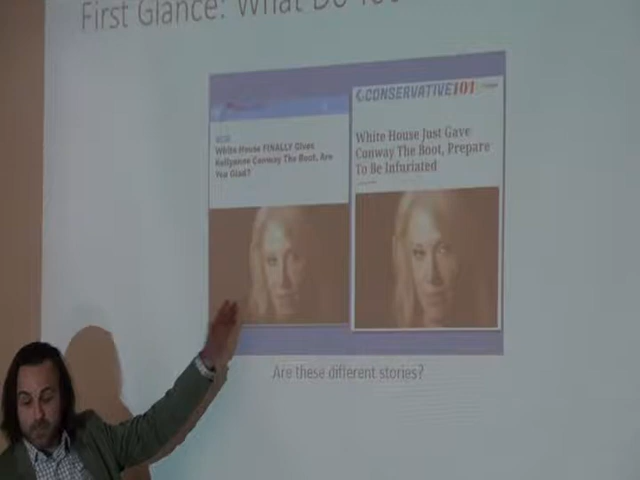 First Glance: What Do
White House FINALLY Gives
Kellyanne Conway The Boot, Are
You Glad?
CONSERVATIVE101
White House Just Gave
Conway The Boot, Prepare
To Be Infuriated
Are these different stories?